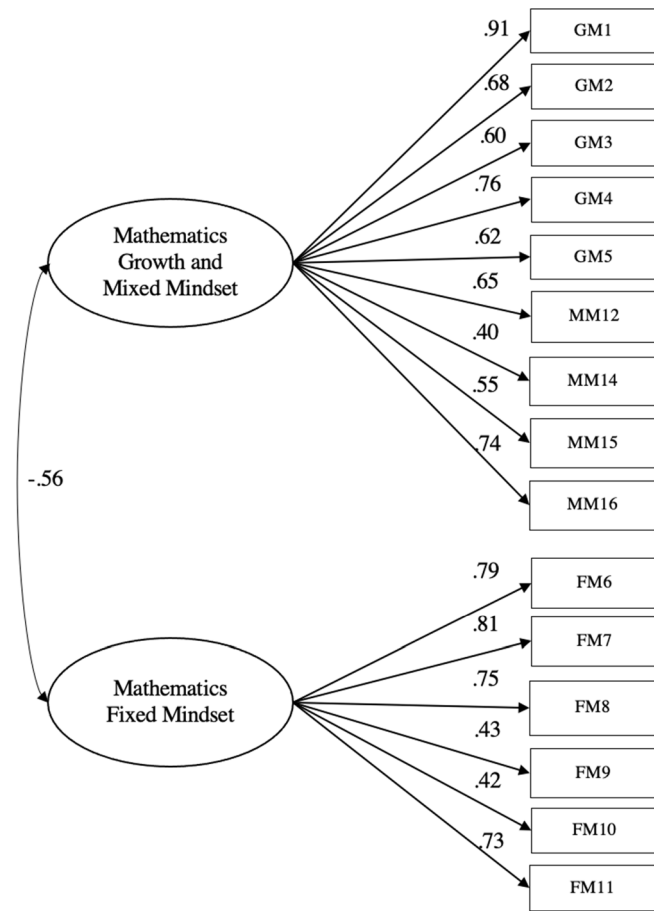 .91
GM1
.68
GM2
.60
GM3
.76
GM4
.62
GM5
.65
MM12
.40
MM14
.55
MM15
.74
MM16
Mathematics
Growth and
Mixed Mindset
-.56
.79
FM6
.81
FM7
.75
FM8
.43
FM9
.42
FM10
.73
FM11
Mathematics
Fixed Mindset